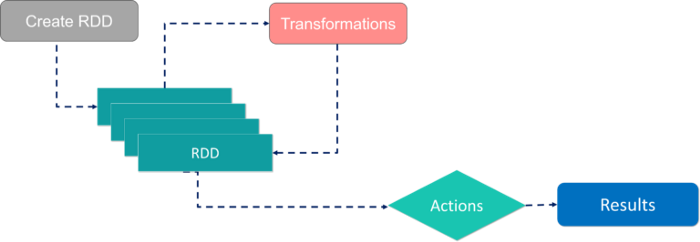 Create RDD
Transformations
RDD
Actions
Results